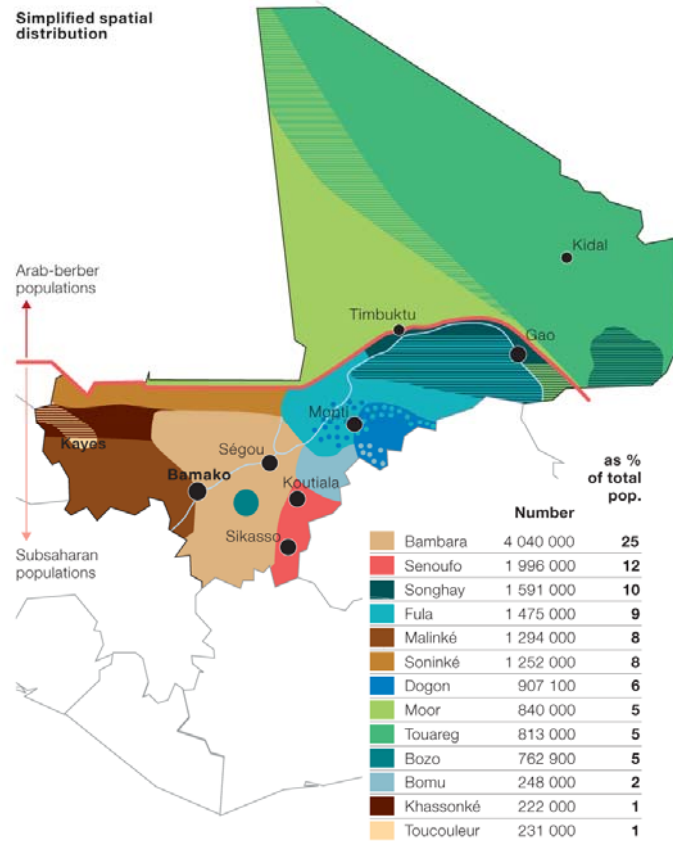 Simplified spatial
distribution
Kidal
Arab-berber
populations
Timbuktu
Gao
Mopti
Kayes
Ségou
Bamako
Koutiala
Sikasso
Subsaharan
populations
as %
of total
pop.
Number
Bambara 4 040 000 25
Senoufo 1 996 000 12
Songhay 1 591 000 10
Fula 1 475 000 9
Malinké 1 294 000 8
Soninké 1 252 000 8
Dogon 907 100 6
Moor 840 000 5
Touareg 813 000 5
Bozo 762 900 5
Bomu 248 000 2
Khassonké 222 000 1
Toucouleur 231 000 1